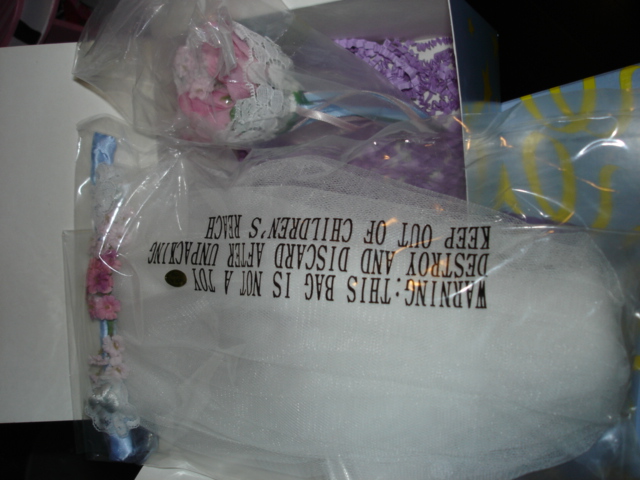 WARNING:THIS BAG IS NOT A TOY
DESTROY AND DISCARD AFTER UNPACKING
KEEP OUT OF CHILDREN'S REACH